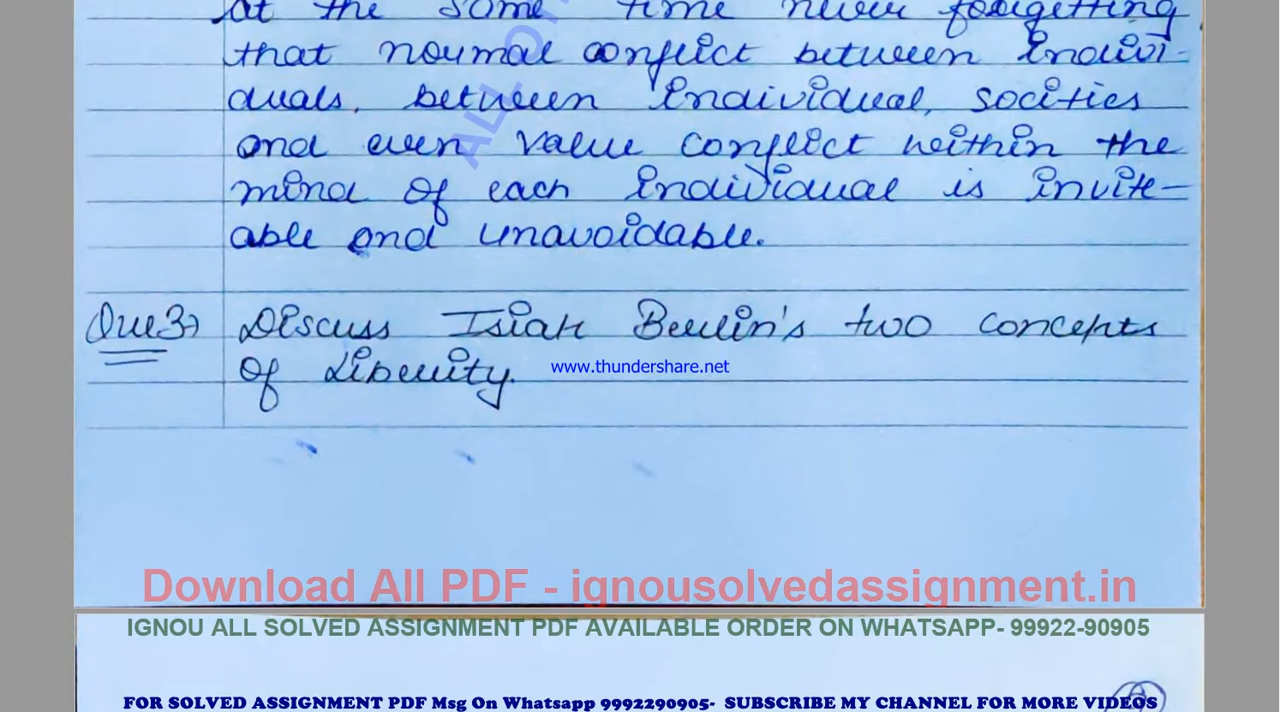 at the some time never forgetting
that normal conflict between indivi-
duals, between individual, socities
and even value conflict within the
mind of each individual is invite-
able and unavoidable.
Que3) Discuss Isiah Berlin's two concepts
of Liberity.
www.thundershare.net
Download All PDF - ignousolvedassignment.in
IGNOU ALL SOLVED ASSIGNMENT PDF AVAILABLE ORDER ON WHATSAPP- 99922-90905
FOR SOLVED ASSIGNMENT PDF Msg On Whatsapp 9992290905- SUBSCRIBE MY CHANNEL FOR MORE VIDEOS